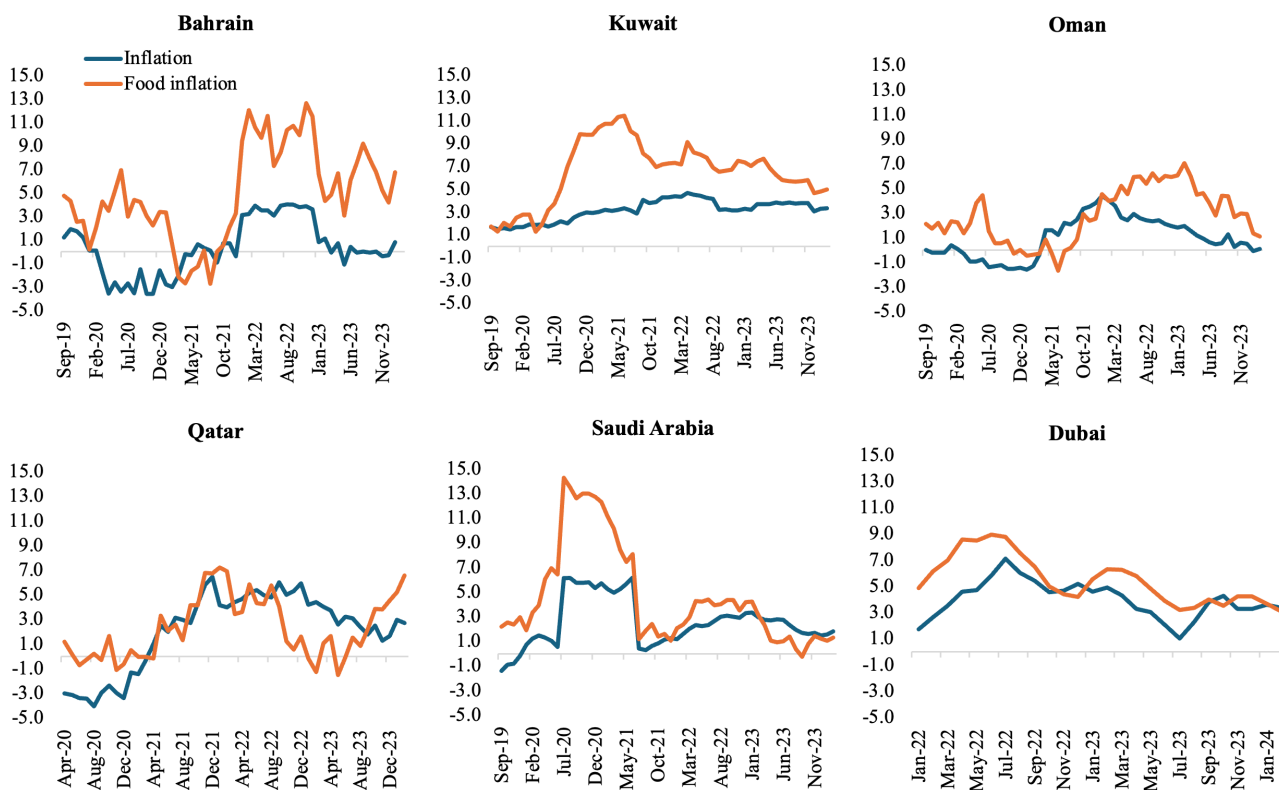 Bahrain
Inflation
Food inflation
15.0
13.0
11.0
9.0
7.0
5.0
3.0
1.0
-1.0
-3.0
-5.0
Sep-19
Feb-20
Jul-20
Dec-20
May-21
Oct-21
Mar-22
Aug-22
Jan-23
Jun-23
Nov-23
Kuwait
15.0
13.0
11.0
9.0
7.0
5.0
3.0
1.0
-1.0
-3.0
-5.0
Sep-19
Feb-20
Jul-20
Dec-20
May-21
Oct-21
Mar-22
Aug-22
Jan-23
Jun-23
Nov-23
Oman
15.0
13.0
11.0
9.0
7.0
5.0
3.0
1.0
-1.0
-3.0
-5.0
Sep-19
Feb-20
Jul-20
Dec-20
May-21
Oct-21
Mar-22
Aug-22
Jan-23
Jun-23
Nov-23
Qatar
15.0
13.0
11.0
9.0
7.0
5.0
3.0
1.0
-1.0
-3.0
-5.0
Apr-20
Aug-20
Dec-20
Apr-21
Aug-21
Dec-21
Apr-22
Aug-22
Dec-22
Apr-23
Aug-23
Dec-23
Saudi Arabia
15.0
13.0
11.0
9.0
7.0
5.0
3.0
1.0
-1.0
-3.0
-5.0
Sep-19
Feb-20
Jul-20
Dec-20
May-21
Oct-21
Mar-22
Aug-22
Jan-23
Jun-23
Nov-23
Dubai
15.0
13.0
11.0
9.0
7.0
5.0
3.0
1.0
-1.0
-3.0
-5.0
Jan-22
Mar-22
May-22
Jul-22
Sep-22
Nov-22
Jan-23
Mar-23
May-23
Jul-23
Sep-23
Nov-23
Jan-24